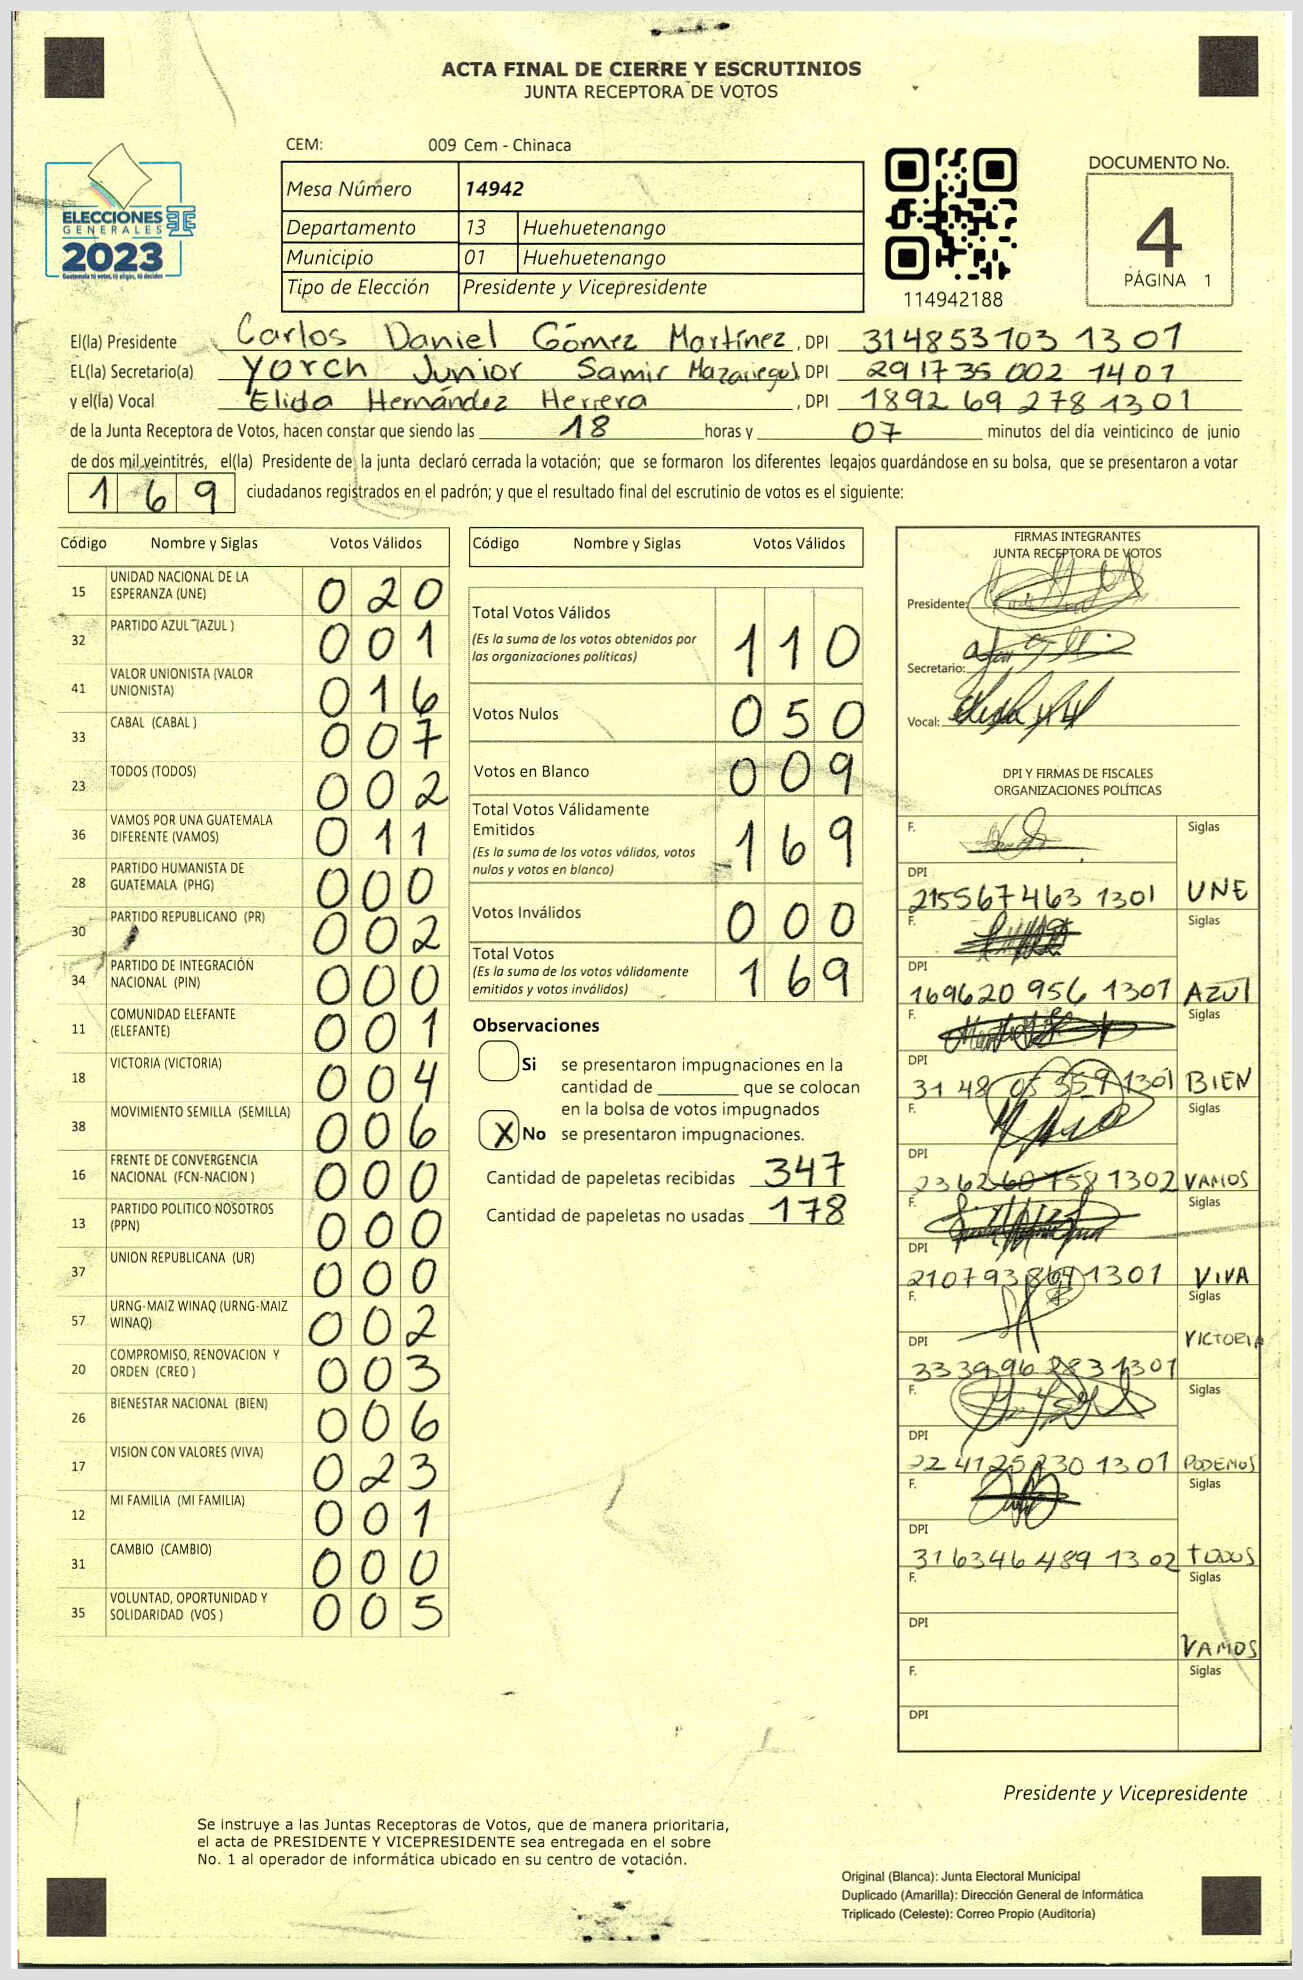 ACTA FINAL DE CIERRE Y ESCRUTINIOS
JUNTA RECEPTORA DE VOTOS
CEM: 009 Cem - Chinaca
Mesa Número 14942
Departamento 13 Huehuetenango
Municipio 01 Huehuetenango
Tipo de Elección Presidente y Vicepresidente
ELECCIONES
GENERALES
2023
Guatemala tú votas, tú eliges, tú decides
114942188
DOCUMENTO No.
4
PÁGINA 1
El(la) Presidente Carlos Daniel Gómez Martínez, DPI 314853103 1301
EL(la) Secretario(a) Yorch Junior Samir Mazariegos, DPI 291735 002 1401
y el(la) Vocal Elida Hernández Herrera, DPI 1892 69 278 1301
de la Junta Receptora de Votos, hacen constar que siendo las 18 horas y 07 minutos del día veinticinco de junio
de dos mil veintitrés, el(la) Presidente de la junta declaró cerrada la votación; que se formaron los diferentes legajos guardándose en su bolsa, que se presentaron a votar
169 ciudadanos registrados en el padrón; y que el resultado final del escrutinio de votos es el siguiente:
Código Nombre y Siglas Votos Válidos
15 UNIDAD NACIONAL DE LA ESPERANZA (UNE) 020
32 PARTIDO AZUL (AZUL ) 001
41 VALOR UNIONISTA (VALOR UNIONISTA) 016
33 CABAL (CABAL ) 007
23 TODOS (TODOS) 002
36 VAMOS POR UNA GUATEMALA DIFERENTE (VAMOS) 011
28 PARTIDO HUMANISTA DE GUATEMALA (PHG) 000
30 PARTIDO REPUBLICANO (PR) 002
34 PARTIDO DE INTEGRACIÓN NACIONAL (PIN) 000
11 COMUNIDAD ELEFANTE (ELEFANTE) 001
18 VICTORIA (VICTORIA) 004
38 MOVIMIENTO SEMILLA (SEMILLA) 006
16 FRENTE DE CONVERGENCIA NACIONAL (FCN-NACION ) 000
13 PARTIDO POLITICO NOSOTROS (PPN) 000
37 UNION REPUBLICANA (UR) 000
57 URNG-MAIZ WINAQ (URNG-MAIZ WINAQ) 002
20 COMPROMISO, RENOVACION Y ORDEN (CREO ) 003
26 BIENESTAR NACIONAL (BIEN) 006
17 VISION CON VALORES (VIVA) 023
12 MI FAMILIA (MI FAMILIA) 001
31 CAMBIO (CAMBIO) 000
35 VOLUNTAD, OPORTUNIDAD Y SOLIDARIDAD (VOS ) 005
Código Nombre y Siglas Votos Válidos
Total Votos Válidos 110
(Es la suma de los votos obtenidos por
las organizaciones políticas)
Votos Nulos 050
Votos en Blanco 009
Total Votos Válidamente
Emitidos 169
(Es la suma de los votos válidos, votos
nulos y votos en blanco)
Votos Inválidos 000
Total Votos 169
(Es la suma de los votos válidamente
emitidos y votos inválidos)
Observaciones
Si se presentaron impugnaciones en la
cantidad de ________ que se colocan
en la bolsa de votos impugnados
X No se presentaron impugnaciones.
Cantidad de papeletas recibidas 347
Cantidad de papeletas no usadas 178
FIRMAS INTEGRANTES
JUNTA RECEPTORA DE VOTOS
Presidente:
Secretario:
Vocal:
DPI Y FIRMAS DE FISCALES
ORGANIZACIONES POLÍTICAS
F. Siglas
DPI
215567463 1301 UNE
F. Siglas
DPI
169620 956 1301 AZUL
F. Siglas
DPI
31 48 05 359 1301 BIEN
F. Siglas
DPI
2362 60 758 1302 VAMOS
F. Siglas
DPI
210793864 1301 VIVA
F. Siglas
DPI VICTORIA
333996 283 1301
F. Siglas
DPI
22 4125230 1301 PODEMOS
F. Siglas
DPI
316346 489 1302 TODOS
F. Siglas
DPI
VAMOS
F. Siglas
DPI
Presidente y Vicepresidente
Se instruye a las Juntas Receptoras de Votos, que de manera prioritaria,
el acta de PRESIDENTE Y VICEPRESIDENTE sea entregada en el sobre
No. 1 al operador de informática ubicado en su centro de votación.
Original (Blanca): Junta Electoral Municipal
Duplicado (Amarilla): Dirección General de Informática
Triplicado (Celeste): Correo Propio (Auditoria)